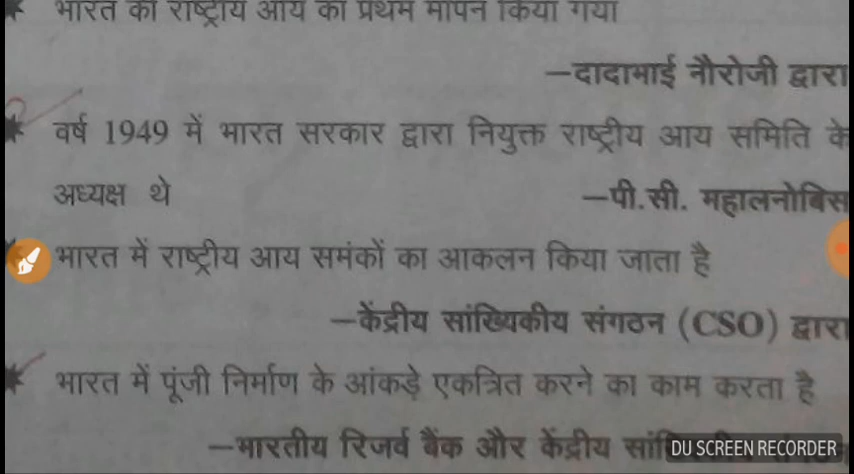 भारत की राष्ट्रीय आय का प्रथम मापन किया गया
—दादाभाई नौरोजी द्वारा
वर्ष 1949 में भारत सरकार द्वारा नियुक्त राष्ट्रीय आय समिति के
अध्यक्ष थे —पी.सी. महालनोबिस
भारत में राष्ट्रीय आय समंकों का आकलन किया जाता है
—केंद्रीय सांख्यिकीय संगठन (CSO) द्वारा
भारत में पूंजी निर्माण के आंकड़े एकत्रित करने का काम करता है
—भारतीय रिजर्व बैंक और केंद्रीय
DU SCREEN RECORDER